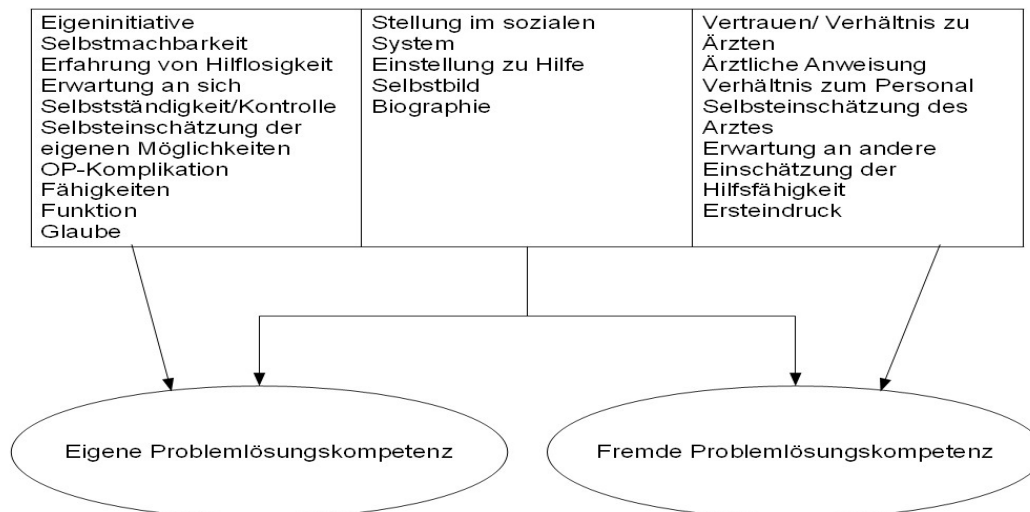 Eigeninitiative
Selbstmachbarkeit
Erfahrung von Hilflosigkeit
Erwartung an sich
Selbstständigkeit/Kontrolle
Selbsteinschätzung der
eigenen Möglichkeiten
OP-Komplikation
Fähigkeiten
Funktion
Glaube
Stellung im sozialen
System
Einstellung zu Hilfe
Selbstbild
Biographie
Vertrauen/ Verhältnis zu
Ärzten
Ärztliche Anweisung
Verhältnis zum Personal
Selbsteinschätzung des
Arztes
Erwartung an andere
Einschätzung der
Hilfsfähigkeit
Ersteindruck
Eigene Problemlösungskompetenz
Fremde Problemlösungskompetenz